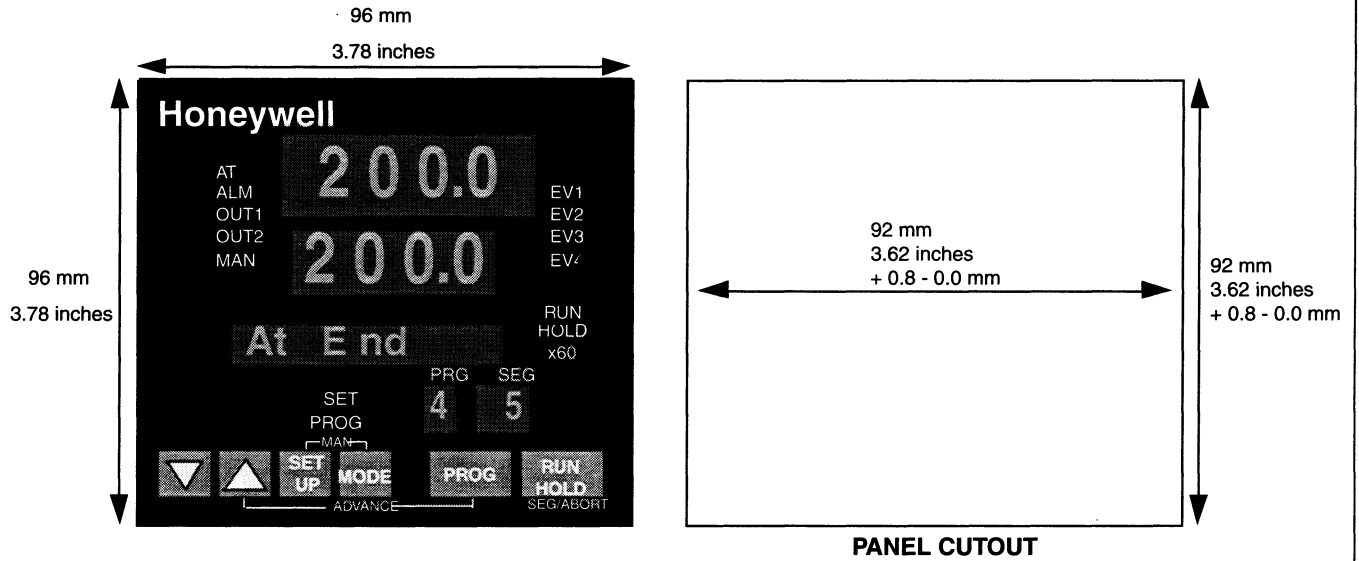 96 mm
3.78 inches
Honeywell
200.0
AT
ALM
OUT1
OUT2
MAN
EV1
EV2
EV3
EV4
200.0
96 mm
3.78 inches
At End
RUN
HOLD
x60
PRG SEG
4 5
SET
PROG
MAN
SET UP
MODE
PROG
RUN HOLD
ADVANCE
SEG/ABORT
92 mm
3.62 inches
+ 0.8 - 0.0 mm
92 mm
3.62 inches
+ 0.8 - 0.0 mm
PANEL CUTOUT